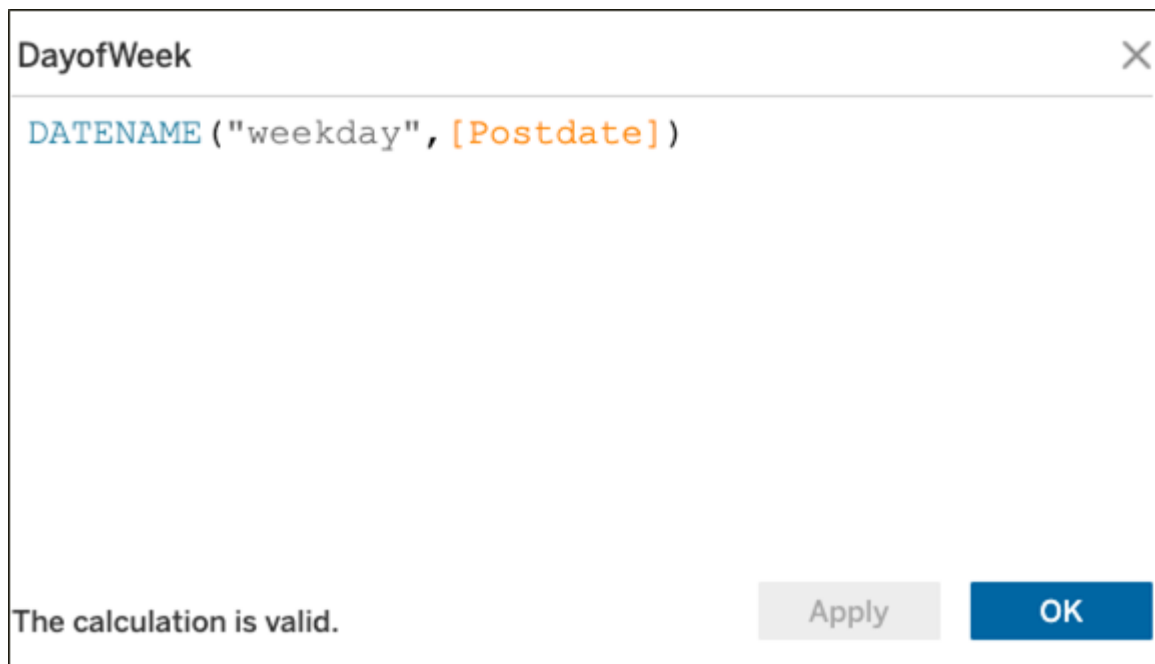 DayofWeek
DATENAME("weekday",[Postdate])
The calculation is valid.
Apply
OK